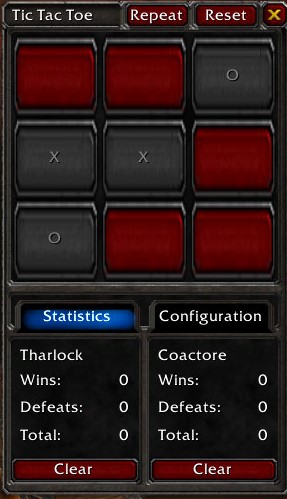 Tic Tac Toe Repeat Reset X
O
X X
O
Statistics Configuration
Tharlock Coactore
Wins: 0 Wins: 0
Defeats: 0 Defeats: 0
Total: 0 Total: 0
Clear Clear